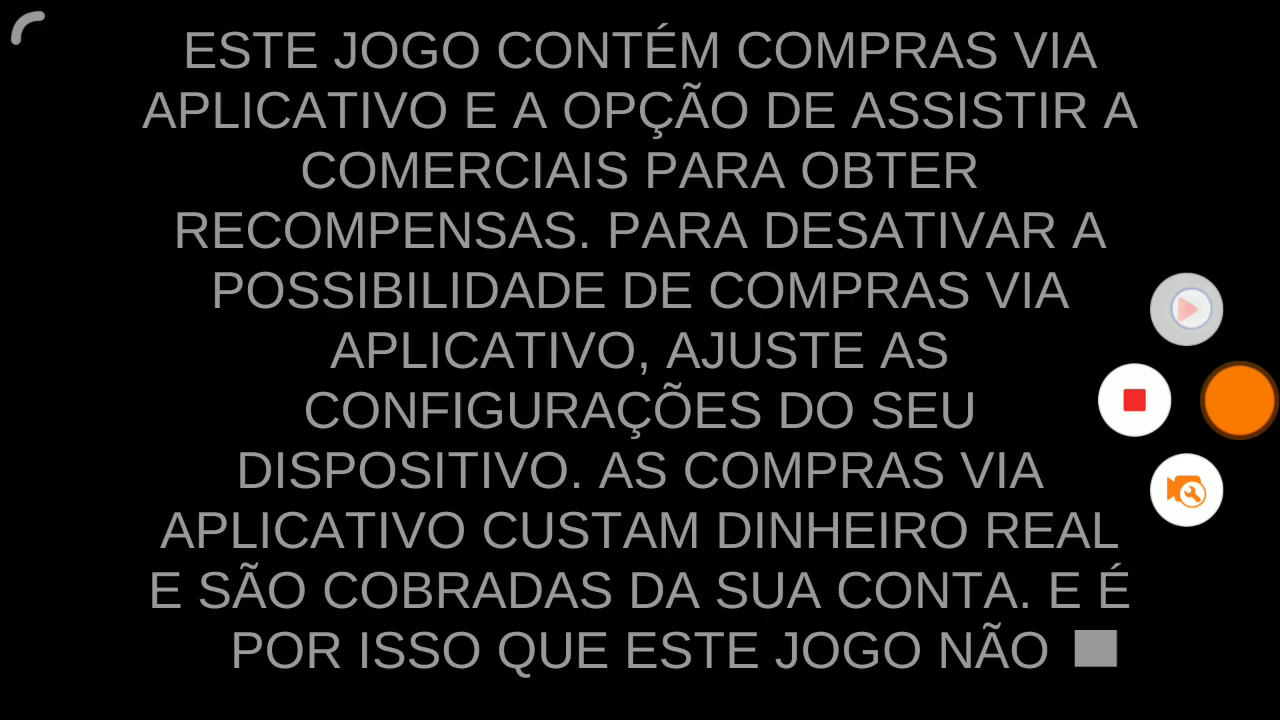 ESTE JOGO CONTÉM COMPRAS VIA
APLICATIVO E A OPÇÃO DE ASSISTIR A
COMERCIAIS PARA OBTER
RECOMPENSAS. PARA DESATIVAR A
POSSIBILIDADE DE COMPRAS VIA
APLICATIVO, AJUSTE AS
CONFIGURAÇÕES DO SEU
DISPOSITIVO. AS COMPRAS VIA
APLICATIVO CUSTAM DINHEIRO REAL
E SÃO COBRADAS DA SUA CONTA. E É
POR ISSO QUE ESTE JOGO NÃO